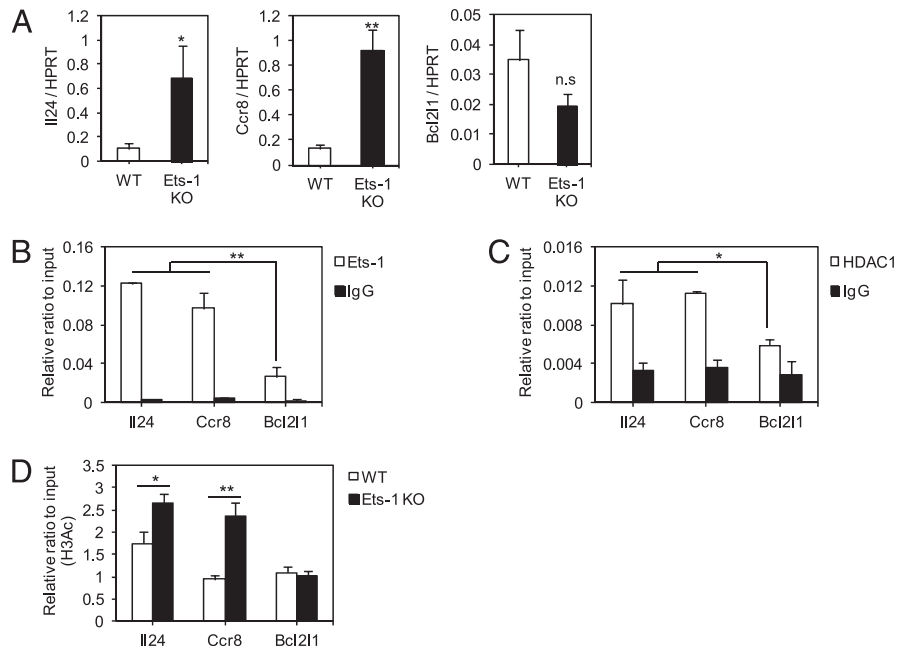 A
Il24 / HPRT
1.2
1
0.8
0.6
0.4
0.2
0
*
WT
Ets-1
KO
Ccr8 / HPRT
1.2
1
0.8
0.6
0.4
0.2
0
**
WT
Ets-1
KO
Bcl2l1 / HPRT
0.05
0.04
0.03
0.02
0.01
0.00
n.s
WT
Ets-1
KO
B
Relative ratio to input
0.16
0.12
0.08
0.04
0
**
Ets-1
IgG
Il24
Ccr8
Bcl2l1
C
Relative ratio to input
0.016
0.012
0.008
0.004
0
*
HDAC1
IgG
Il24
Ccr8
Bcl2l1
D
Relative ratio to input
(H3Ac)
3.5
3
2.5
2
1.5
1
0.5
0
*
**
WT
Ets-1 KO
Il24
Ccr8
Bcl2l1